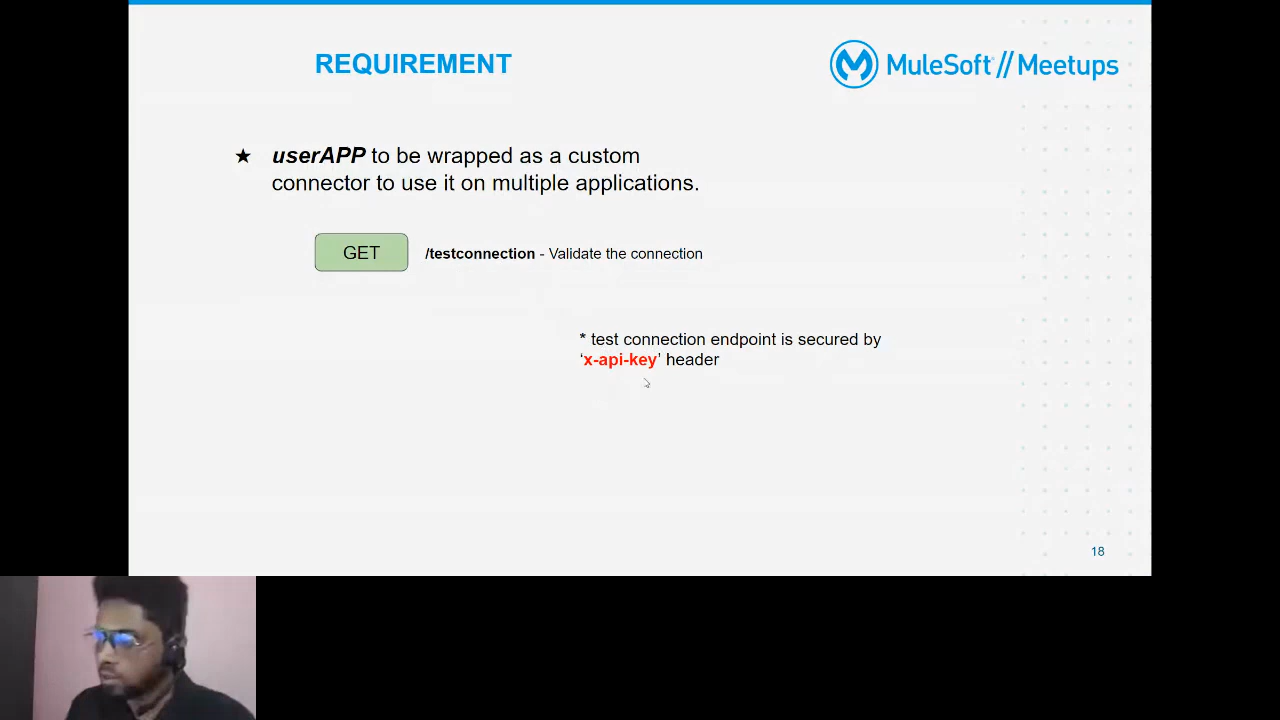 REQUIREMENT
MuleSoft // Meetups
★ userAPP to be wrapped as a custom
connector to use it on multiple applications.
GET /testconnection - Validate the connection
* test connection endpoint is secured by
‘x-api-key’ header
18